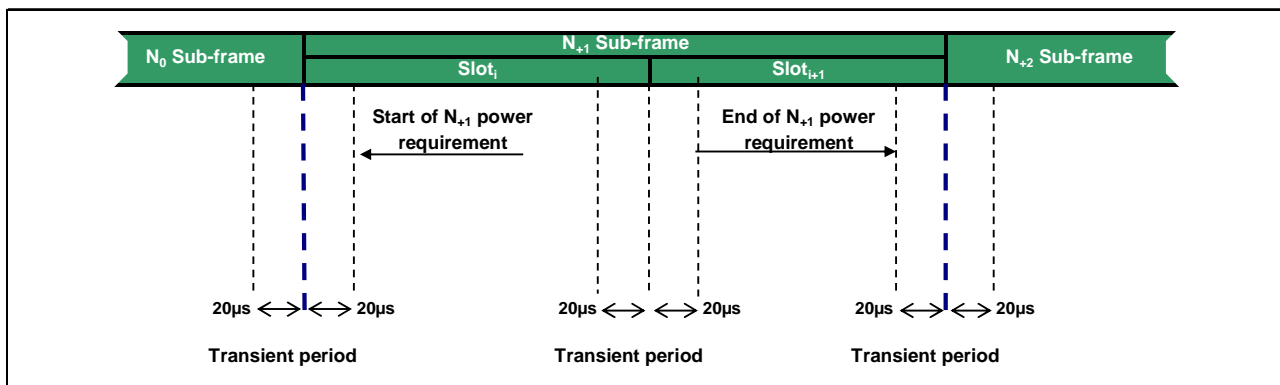 N+1 Sub-frame
N0 Sub-frame
N+2 Sub-frame
Sloti
Sloti+1
Start of N+1 power
requirement
End of N+1 power
requirement
20µs
20µs
20µs
20µs
20µs
20µs
Transient period
Transient period
Transient period